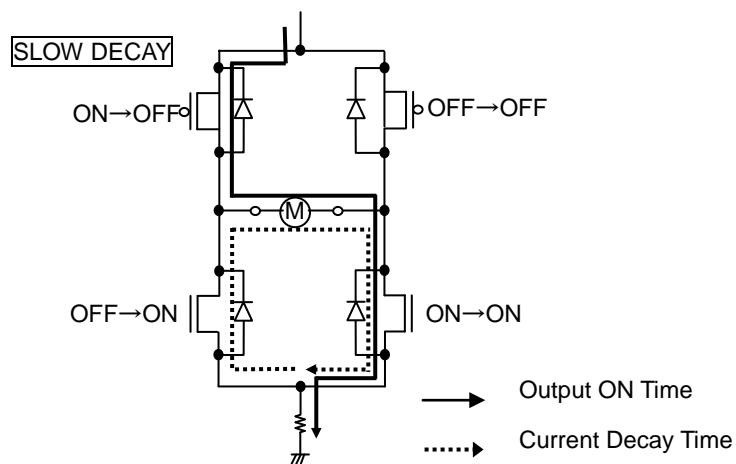 SLOW DECAY
ON→OFF
OFF→OFF
M
OFF→ON
ON→ON
Output ON Time
Current Decay Time